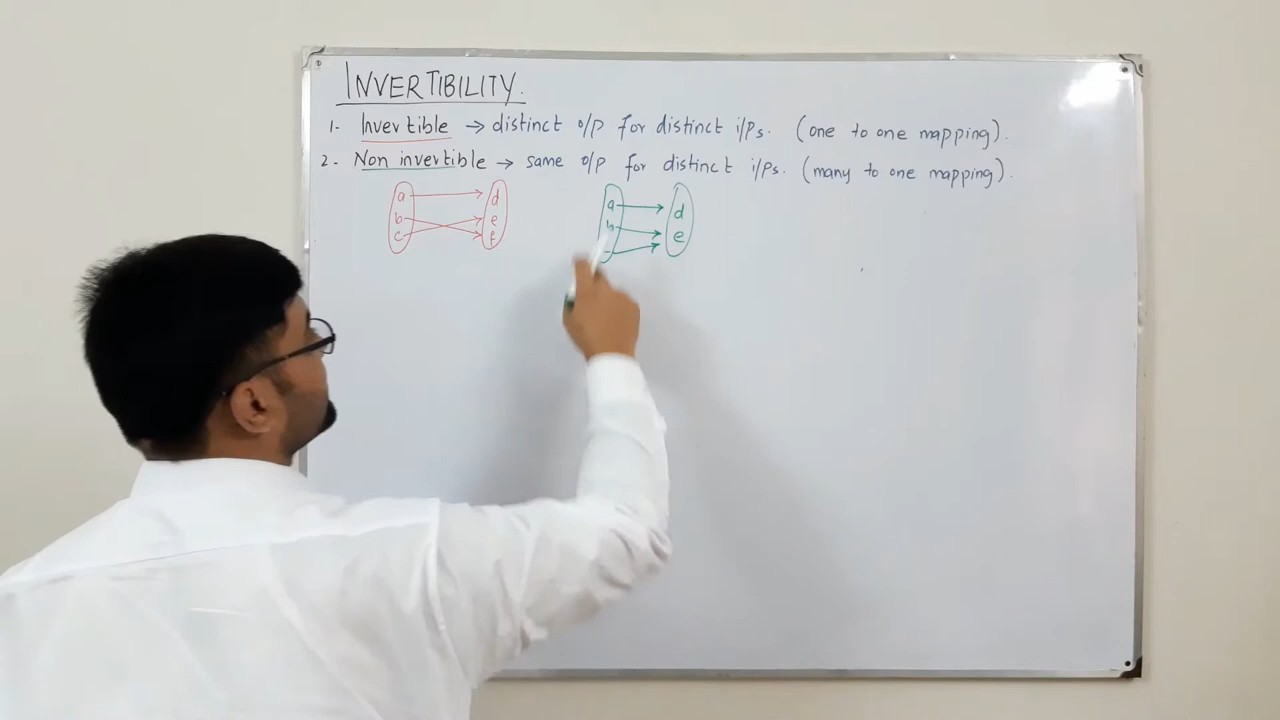 INVERTIBILITY.
1- Invertible → distinct o/p for distinct i/ps. (one to one mapping).
2- Non invertible → same o/p for distinct i/ps. (many to one mapping).
a → d
b e
c f
a → d
b → e